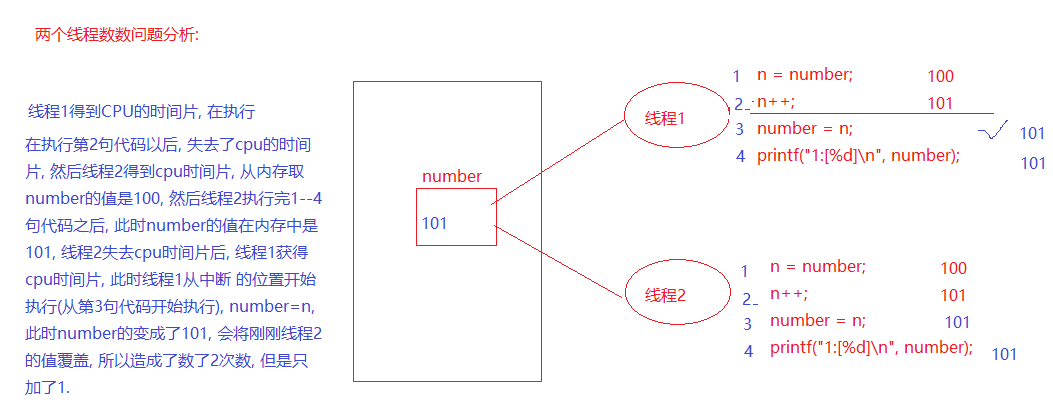 两个线程数数问题分析:
线程1得到CPU的时间片, 在执行
在执行第2句代码以后, 失去了cpu的时间
片, 然后线程2得到cpu时间片, 从内存取
number的值是100, 然后线程2执行完1--4
句代码之后, 此时number的值在内存中是
101, 线程2失去cpu时间片后, 线程1获得
cpu时间片, 此时线程1从中断 的位置开始
执行(从第3句代码开始执行), number=n,
此时number的变成了101, 会将刚刚线程2
的值覆盖, 所以造成了数了2次数, 但是只
加了1.
number
101
线程1
1 n = number; 100
2 n++; 101
3 number = n; 101
4 printf("1:[%d]\n", number); 101
线程2
1 n = number; 100
2 n++; 101
3 number = n; 101
4 printf("1:[%d]\n", number); 101